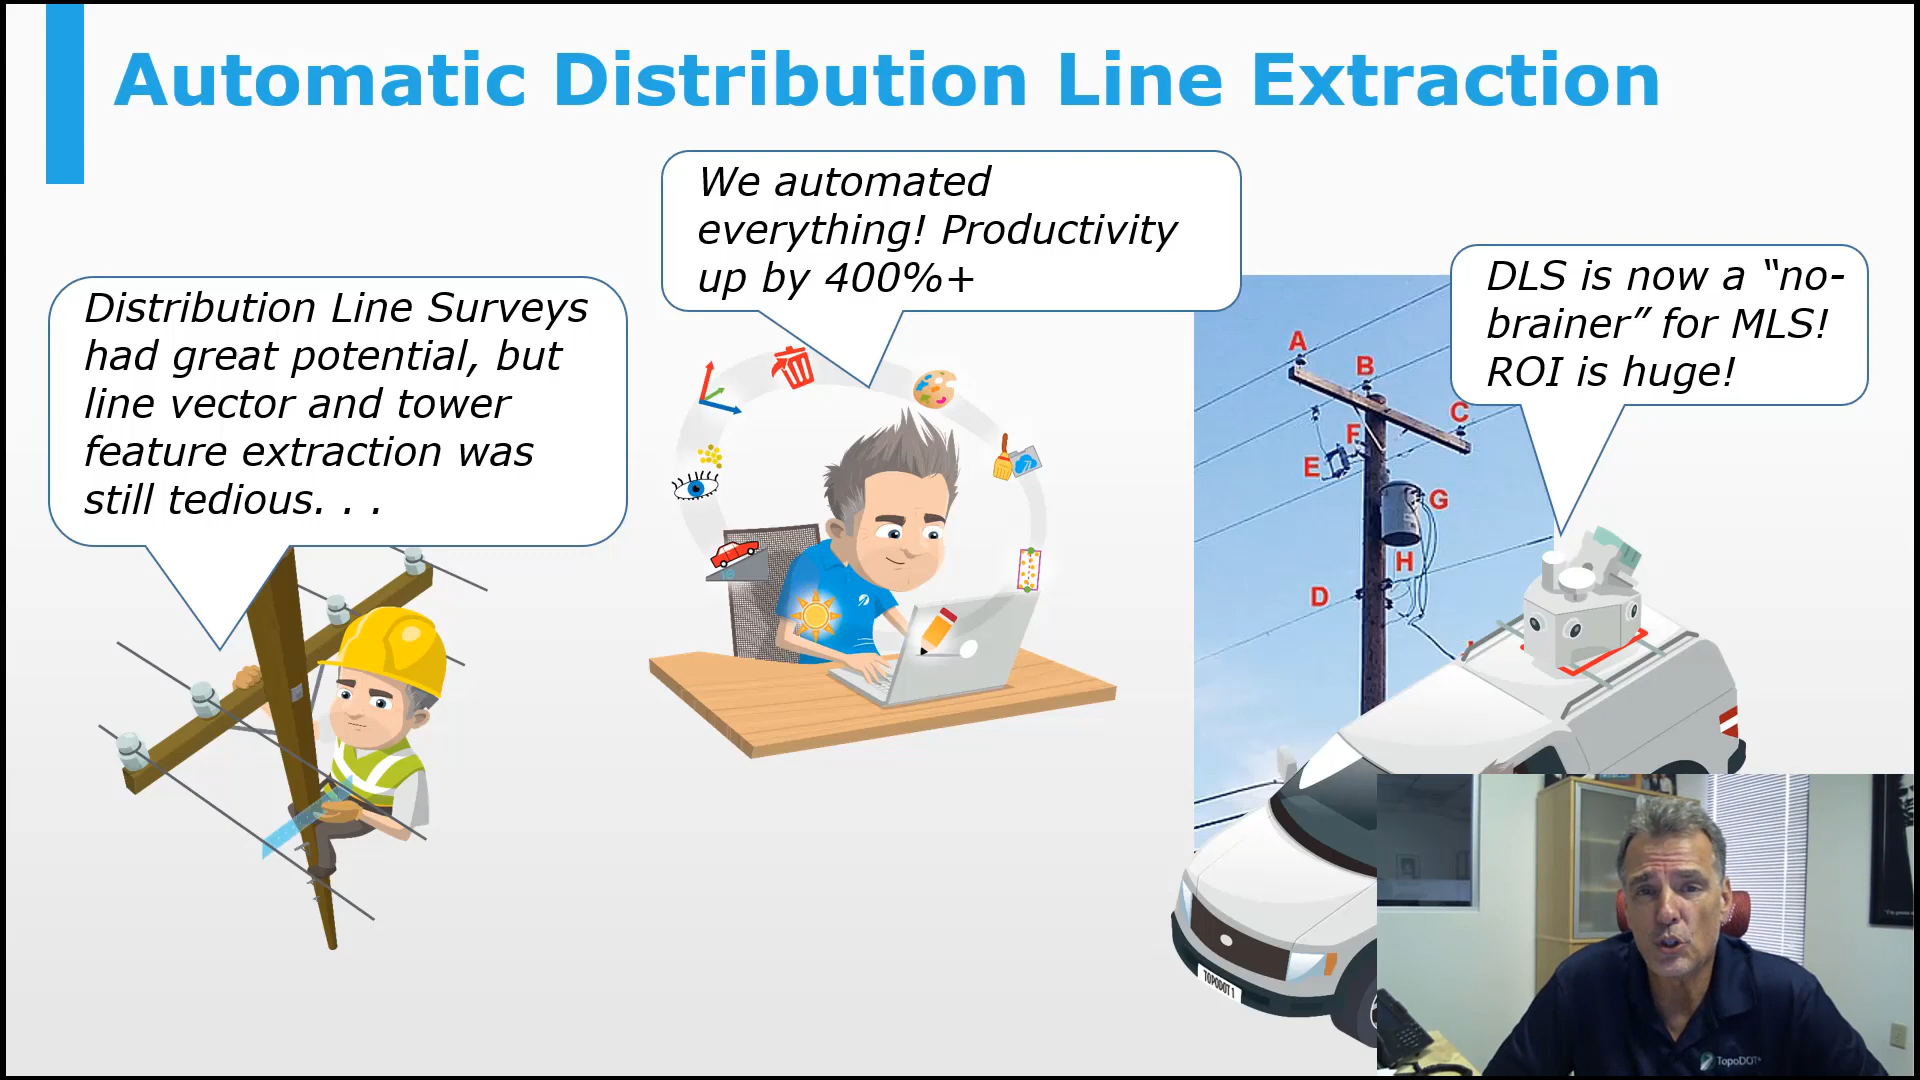 Automatic Distribution Line Extraction
We automated
everything! Productivity
up by 400%+
DLS is now a “no-
brainer” for MLS!
ROI is huge!
Distribution Line Surveys
had great potential, but
line vector and tower
feature extraction was
still tedious. . .
A
B
C
F
E
G
H
D
TOPODOT 1
TopoDOT